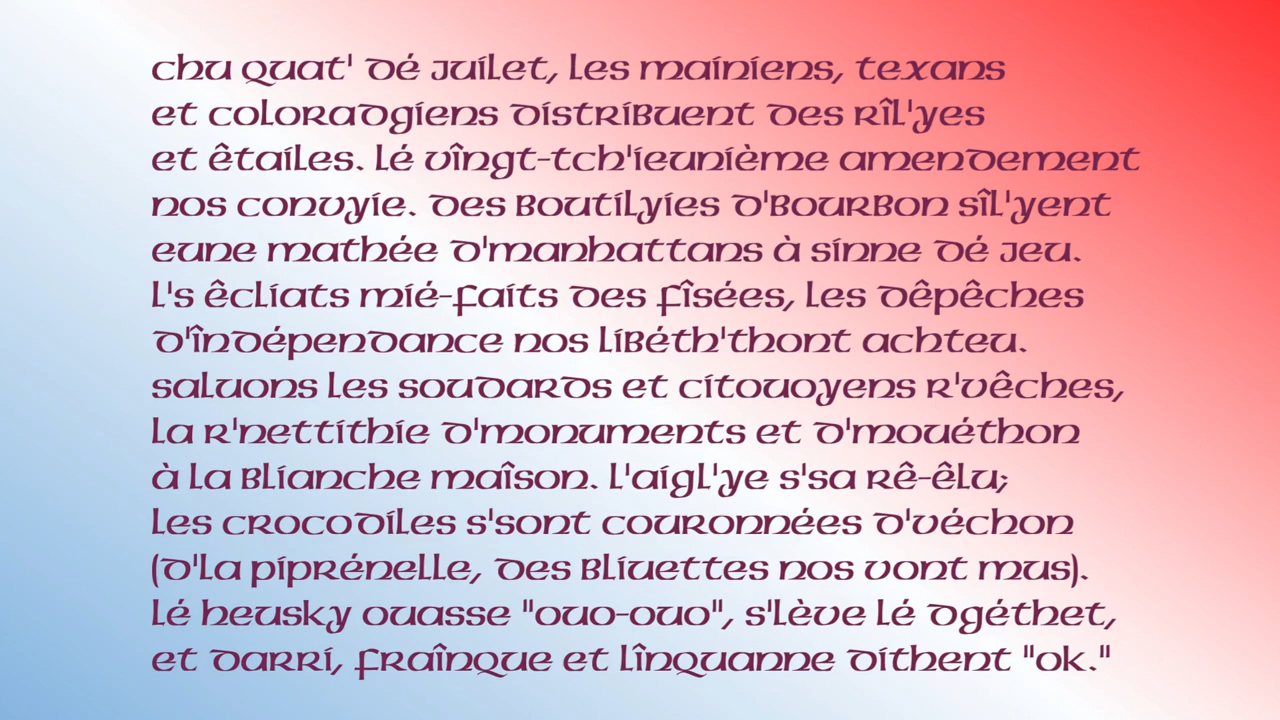 chu quat' dé juilet, les mainiens, texans
et coloradgiens distribuent des rîl'yes
et êtailes. lé vîngt-tch'ieunième amendement
nos convyie. des boutilyies d'bourbon sîl'yent
eune mathée d'manhattans à sinne dé jeu.
l's êcliats mié-faits des fîsées, les dêpêches
d'îndépendance nos libéth'thont achteu.
saluons les soudards et citouoyens r'vêches,
la r'nettithie d'monuments et d'mouéthon
à la blianche maîson. l'aigl'ye s'sa rê-êlu;
les crocodiles s'sont couronnées d'véchon
(d'la piprénelle, des bliuettes nos vont mus).
lé heusky ouasse "ouo-ouo", s'lève lé dgéthet,
et darri, fraînque et lînquanne dithent "ok."